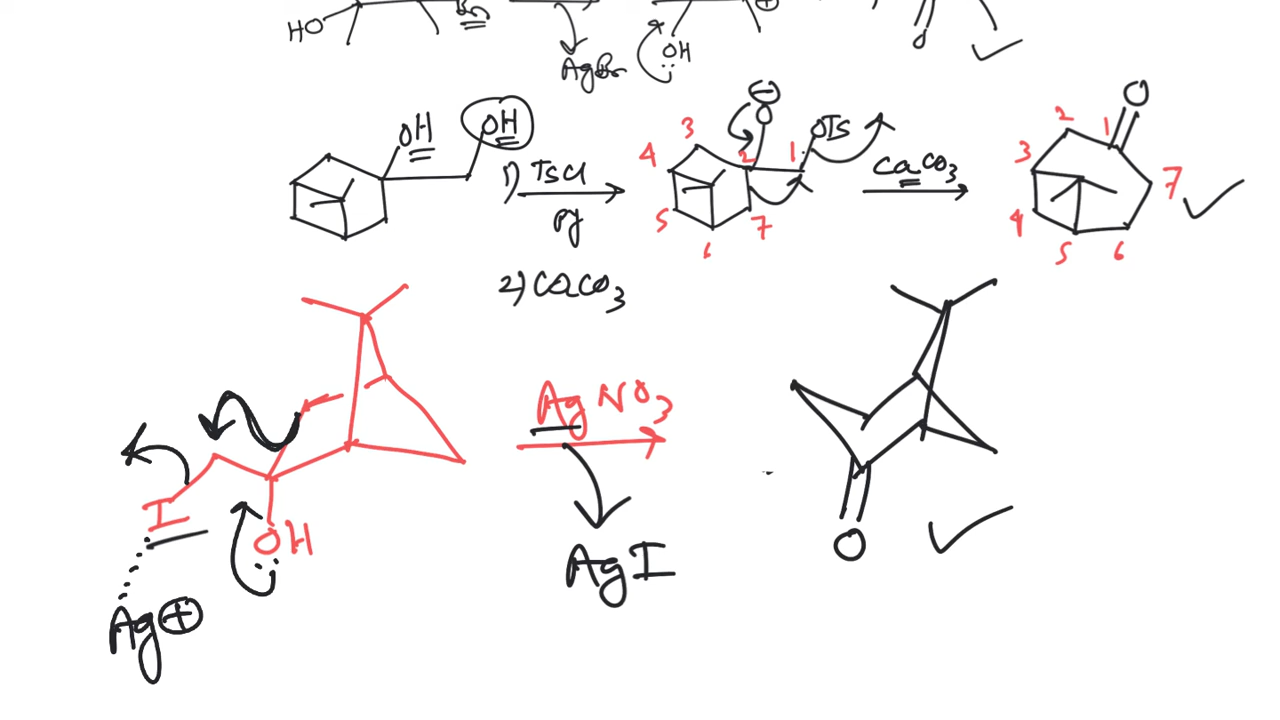 HO
AgBr
⊕
OH
O
OH
OH
1) TsCl
py
2) CaCO3
3
4
5
6
7
2
1
⊖
O
OTs
CaCO3
O
2
1
3
7
4
5
6
I
OH
Ag⊕
AgNO3
AgI
O